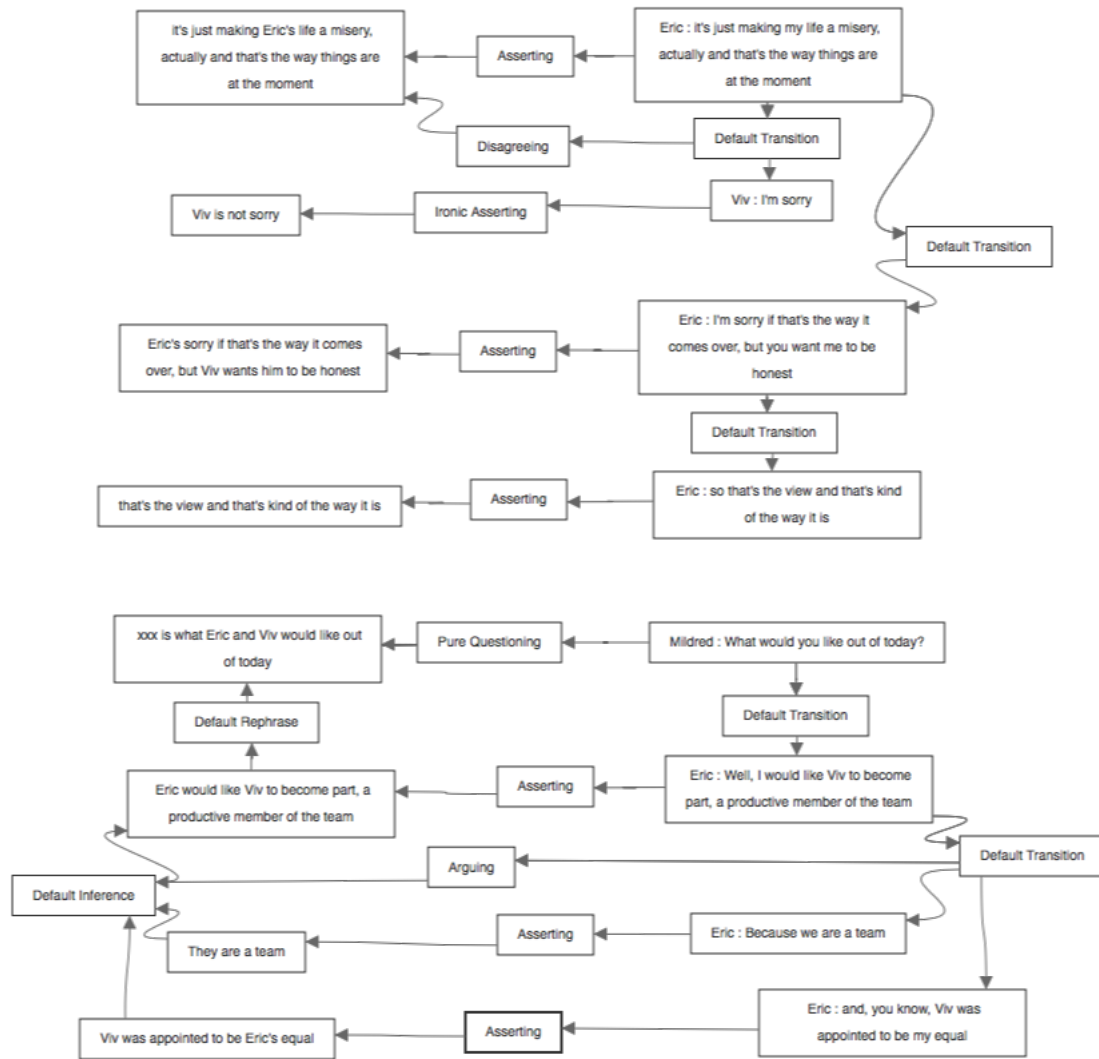 it's just making Eric's life a misery,
actually and that's the way things are
at the moment
Asserting
Eric : it's just making my life a misery,
actually and that's the way things are
at the moment
Disagreeing
Default Transition
Viv is not sorry
Ironic Asserting
Viv : I'm sorry
Default Transition
Eric's sorry if that's the way it comes
over, but Viv wants him to be honest
Asserting
Eric : I'm sorry if that's the way it
comes over, but you want me to be
honest
Default Transition
that's the view and that's kind of the way it is
Asserting
Eric : so that's the view and that's kind
of the way it is
xxx is what Eric and Viv would like out
of today
Pure Questioning
Mildred : What would you like out of today?
Default Rephrase
Default Transition
Eric would like Viv to become part, a
productive member of the team
Asserting
Eric : Well, I would like Viv to become
part, a productive member of the team
Default Transition
Arguing
Default Inference
They are a team
Asserting
Eric : Because we are a team
Viv was appointed to be Eric's equal
Asserting
Eric : and, you know, Viv was
appointed to be my equal